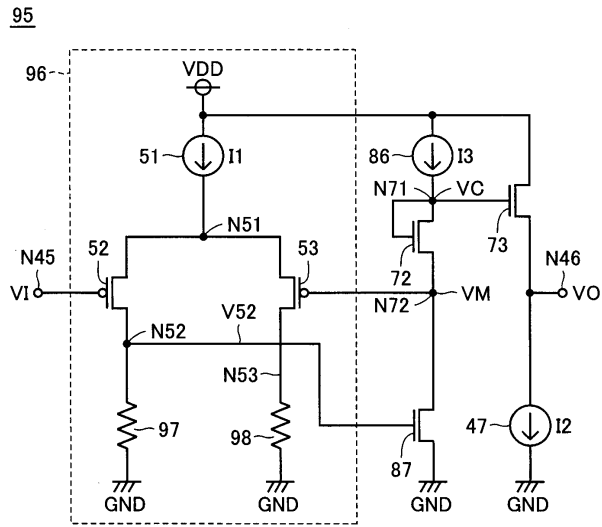 95
96
VDD
51
I1
86
I3
N71
VC
N51
N45
52
53
73
N46
VI
72
VO
N72
VM
N52
V52
N53
97
98
87
47
I2
GND
GND
GND
GND